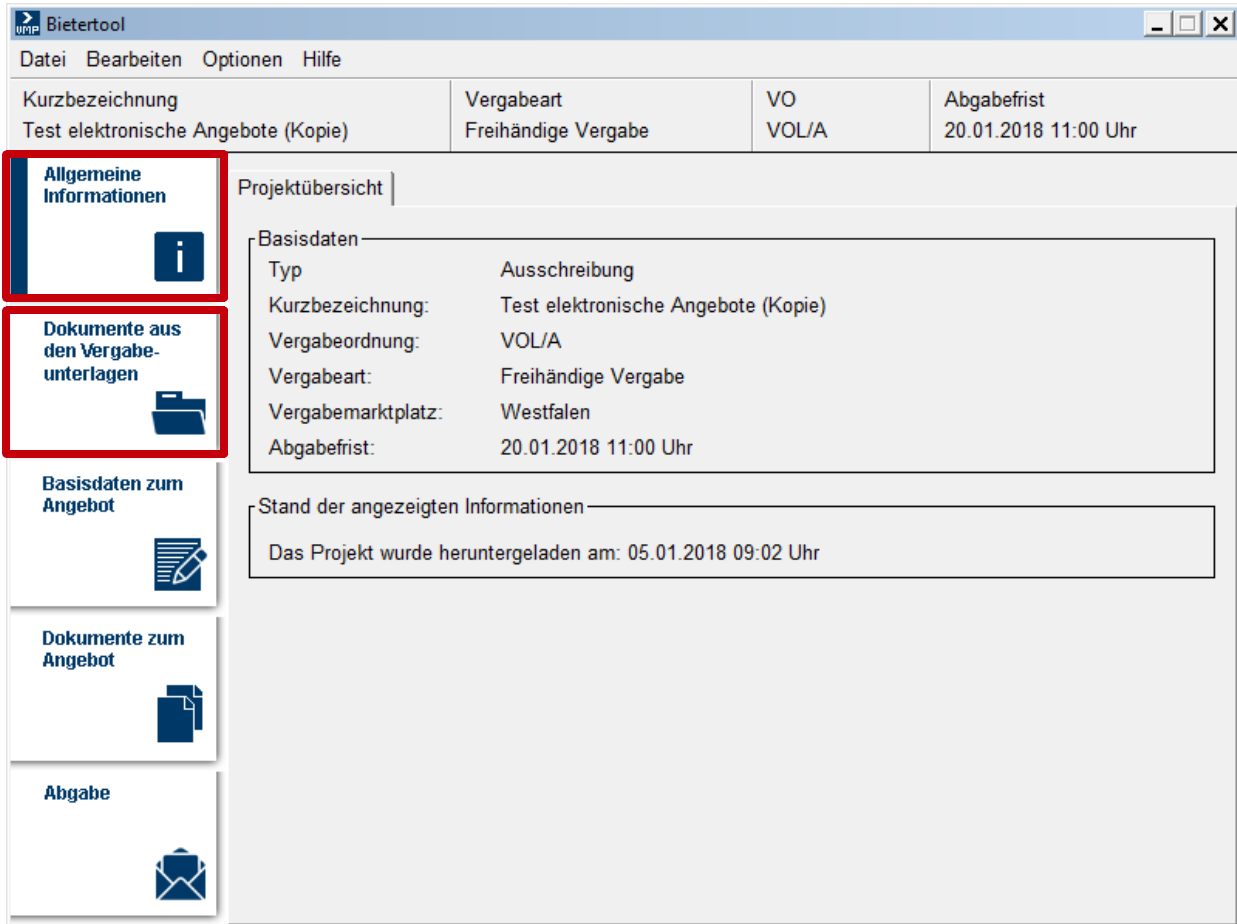 VMP Bietertool
Datei Bearbeiten Optionen Hilfe
Kurzbezeichnung Vergabeart VO Abgabefrist
Test elektronische Angebote (Kopie) Freihändige Vergabe VOL/A 20.01.2018 11:00 Uhr
Allgemeine
Informationen
i
Dokumente aus
den Vergabe-
unterlagen
Basisdaten zum
Angebot
Dokumente zum
Angebot
Abgabe
Projektübersicht
Basisdaten
Typ Ausschreibung
Kurzbezeichnung: Test elektronische Angebote (Kopie)
Vergabeordnung: VOL/A
Vergabeart: Freihändige Vergabe
Vergabemarktplatz: Westfalen
Abgabefrist: 20.01.2018 11:00 Uhr
Stand der angezeigten Informationen
Das Projekt wurde heruntergeladen am: 05.01.2018 09:02 Uhr